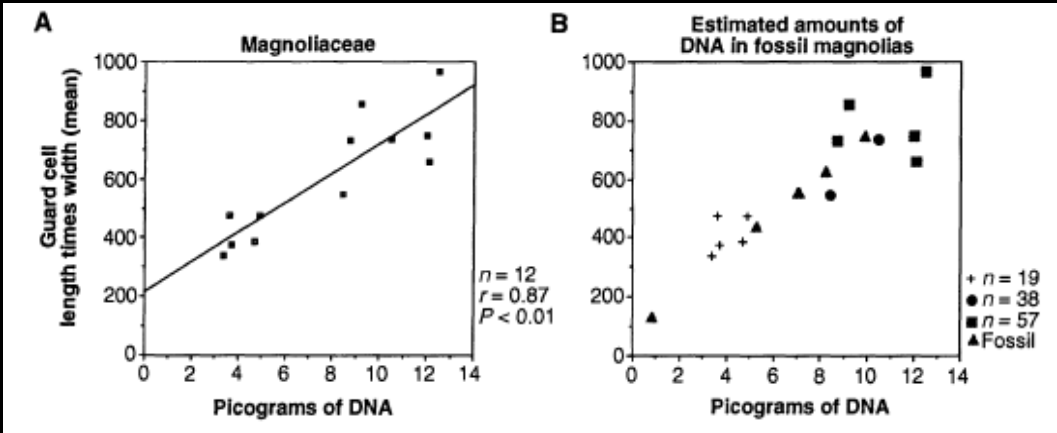 A
Magnoliaceae
Guard cell
length times width (mean)
1000
800
600
400
200
0
0 2 4 6 8 10 12 14
Picograms of DNA
n = 12
r = 0.87
P < 0.01
B
Estimated amounts of
DNA in fossil magnolias
1000
800
600
400
200
0
0 2 4 6 8 10 12 14
Picograms of DNA
n = 19
n = 38
n = 57
Fossil